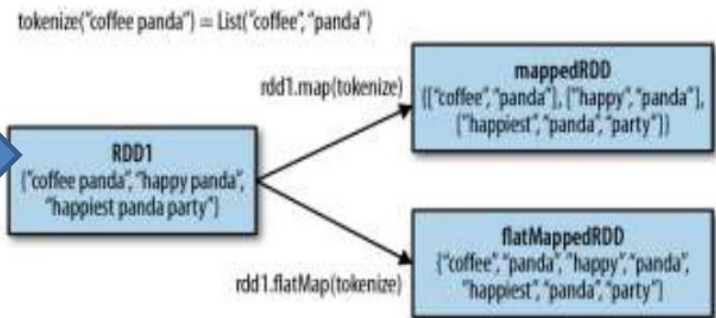 tokenize("coffee panda") = List("coffee", "panda")
rdd1.map(tokenize)
mappedRDD
{["coffee","panda"], ["happy","panda"],
["happiest","panda","party"]}
RDD1
{"coffee panda", "happy panda",
"happiest panda party"}
rdd1.flatMap(tokenize)
flatMappedRDD
{"coffee","panda", "happy","panda",
"happiest", "panda", "party"}